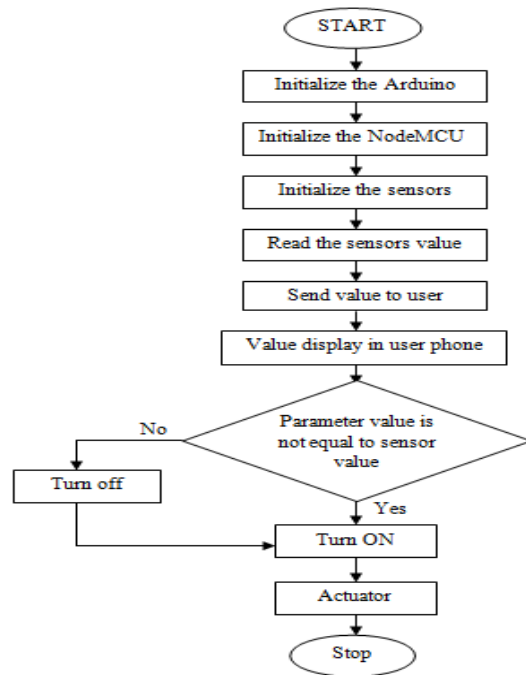 START
Initialize the Arduino
Initialize the NodeMCU
Initialize the sensors
Read the sensors value
Send value to user
Value display in user phone
Parameter value is
not equal to sensor
value
No
Turn off
Yes
Turn ON
Actuator
Stop